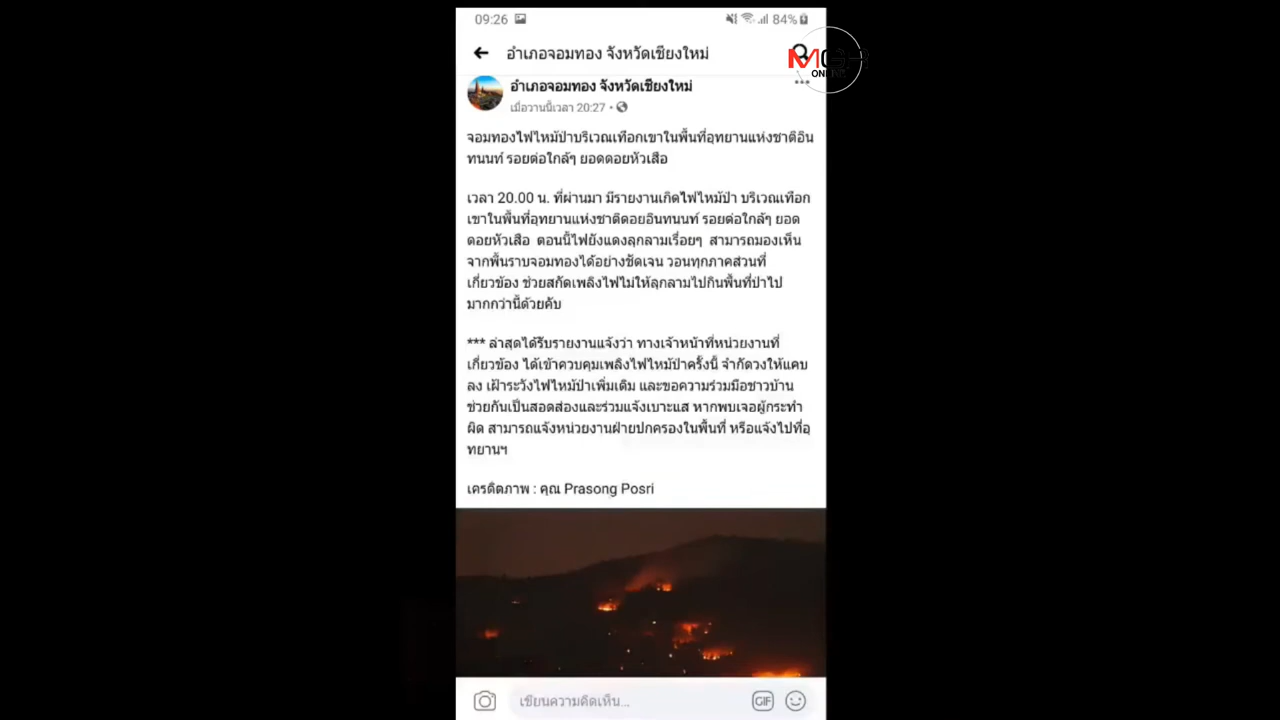 09:26
84%
อำเภอจอมทอง จังหวัดเชียงใหม่
MGR
ONLINE
อำเภอจอมทอง จังหวัดเชียงใหม่
เมื่อวานนี้เวลา 20:27 •
จอมทองไฟไหม้ป่าบริเวณเทือกเขาในพื้นที่อุทยานแห่งชาติอิน
ทนนท์ รอยต่อใกล้ๆ ยอดดอยหัวเสือ
เวลา 20.00 น. ที่ผ่านมา มีรายงานเกิดไฟไหม้ป่า บริเวณเทือก
เขาในพื้นที่อุทยานแห่งชาติดอยอินทนนท์ รอยต่อใกล้ๆ ยอด
ดอยหัวเสือ ตอนนี้ไฟยังแดงลุกลามเรื่อยๆ สามารถมองเห็น
จากพื้นราบจอมทองได้อย่างชัดเจน วอนทุกภาคส่วนที่
เกี่ยวข้อง ช่วยสกัดเพลิงไฟไม่ให้ลุกลามไปกินพื้นที่ป่าไป
มากกว่านี้ด้วยคับ
*** ล่าสุดได้รับรายงานแจ้งว่า ทางเจ้าหน้าที่หน่วยงานที่
เกี่ยวข้อง ได้เข้าควบคุมเพลิงไฟไหม้ป่าครั้งนี้ จำกัดวงให้แคบ
ลง เฝ้าระวังไฟไหม้ป่าเพิ่มเติม และขอความร่วมมือชาวบ้าน
ช่วยกันเป็นสอดส่องและร่วมแจ้งเบาะแส หากพบเจอผู้กระทำ
ผิด สามารถแจ้งหน่วยงานฝ่ายปกครองในพื้นที่ หรือแจ้งไปที่อุ
ทยานฯ
เครดิตภาพ : คุณ Prasong Posri
เขียนความคิดเห็น...
GIF